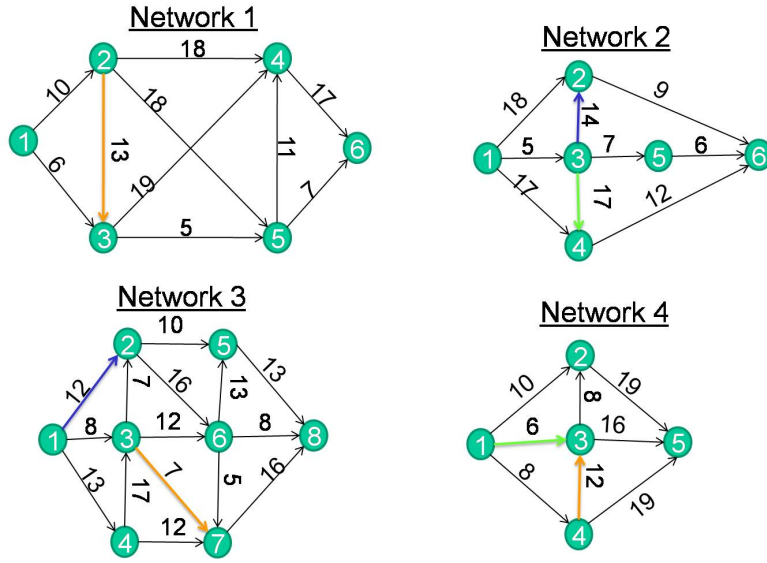 Network 1
2 18 4
10 18 17
1 13 11 6
6 19 7
3 5 5
Network 2
2
18 14 9
1 5 3 7 5 6 6
17 17 12
4
Network 3
2 10 5
12 7 16 13 13
1 8 3 12 6 8 8
13 17 7 5 16
4 12 7
Network 4
2
10 8 19
1 6 3 16 5
8 12 19
4